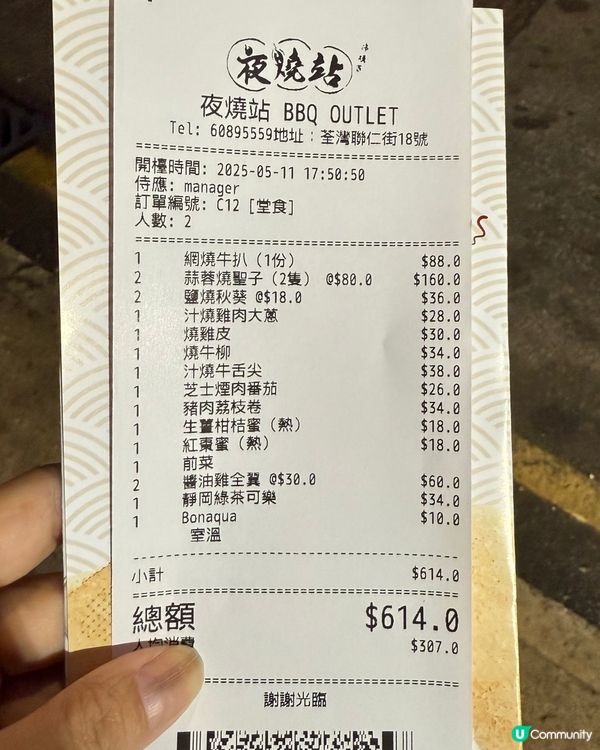 夜燒站
夜燒站 BBQ OUTLET
Tel: 60895559地址：荃灣聯仁街18號
開檯時間: 2025-05-11 17:50:50
侍應: manager
訂單編號: C12 [堂食]
人數: 2
1 網燒牛扒 (1份) $88.0
2 蒜蓉燒聖子 (2隻) @$80.0 $160.0
2 鹽燒秋葵 @$18.0 $36.0
1 汁燒雞肉大蔥 $28.0
1 燒雞皮 $30.0
1 燒牛柳 $34.0
1 汁燒牛舌尖 $38.0
1 芝士煙肉番茄 $26.0
1 豬肉荔枝卷 $34.0
1 生薑柑桔蜜 (熱) $18.0
1 紅棗蜜 (熱) $18.0
1 前菜
2 醬油雞全翼 @$30.0 $60.0
1 靜岡綠茶可樂 $34.0
1 Bonaqua $10.0
室溫
小計 $614.0
總額 $614.0
人均消費 $307.0
謝謝光臨
U Community